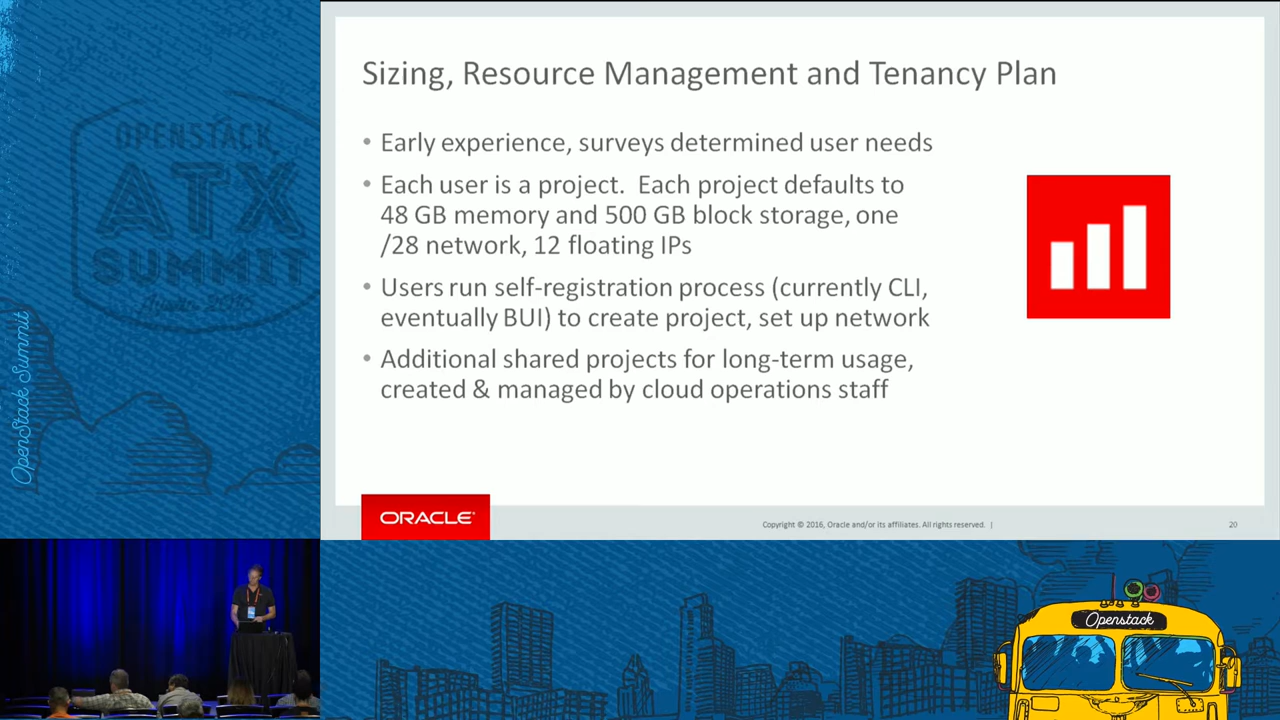 Sizing, Resource Management and Tenancy Plan
• Early experience, surveys determined user needs
• Each user is a project. Each project defaults to
48 GB memory and 500 GB block storage, one
/28 network, 12 floating IPs
• Users run self-registration process (currently CLI,
eventually BUI) to create project, set up network
• Additional shared projects for long-term usage,
created & managed by cloud operations staff
ORACLE
Copyright © 2016, Oracle and/or its affiliates. All rights reserved. |
20
OPENSTACK
ATX
SUMMIT
OpenStack Summit
Openstack